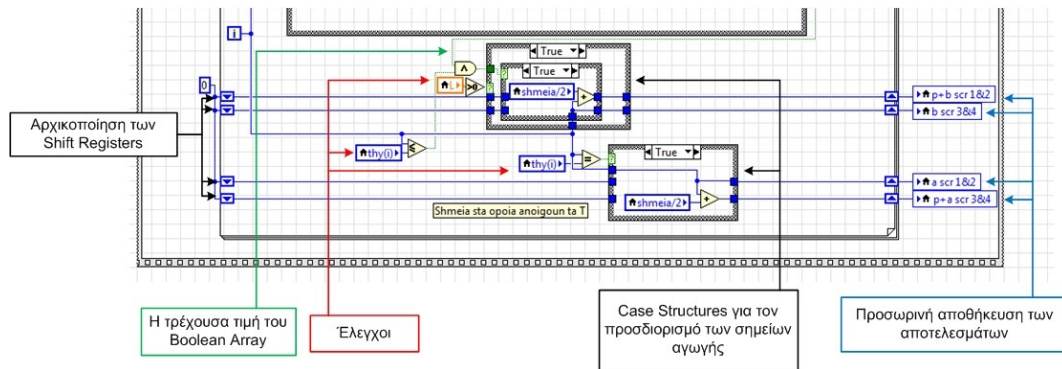 i
True
True
L
>0
shmeia/2
+
0
p+b scr 1&2
b scr 3&4
Αρχικοποίηση των
Shift Registers
thy(i)
≤
thy(i)
=
True
a scr 1&2
p+a scr 3&4
shmeia/2
+
Shmeia sta opoia anoigoun ta T
Η τρέχουσα τιμή του
Boolean Array
Έλεγχοι
Case Structures για τον
προσδιορισμό των σημείων
αγωγής
Προσωρινή αποθήκευση των
αποτελεσμάτων